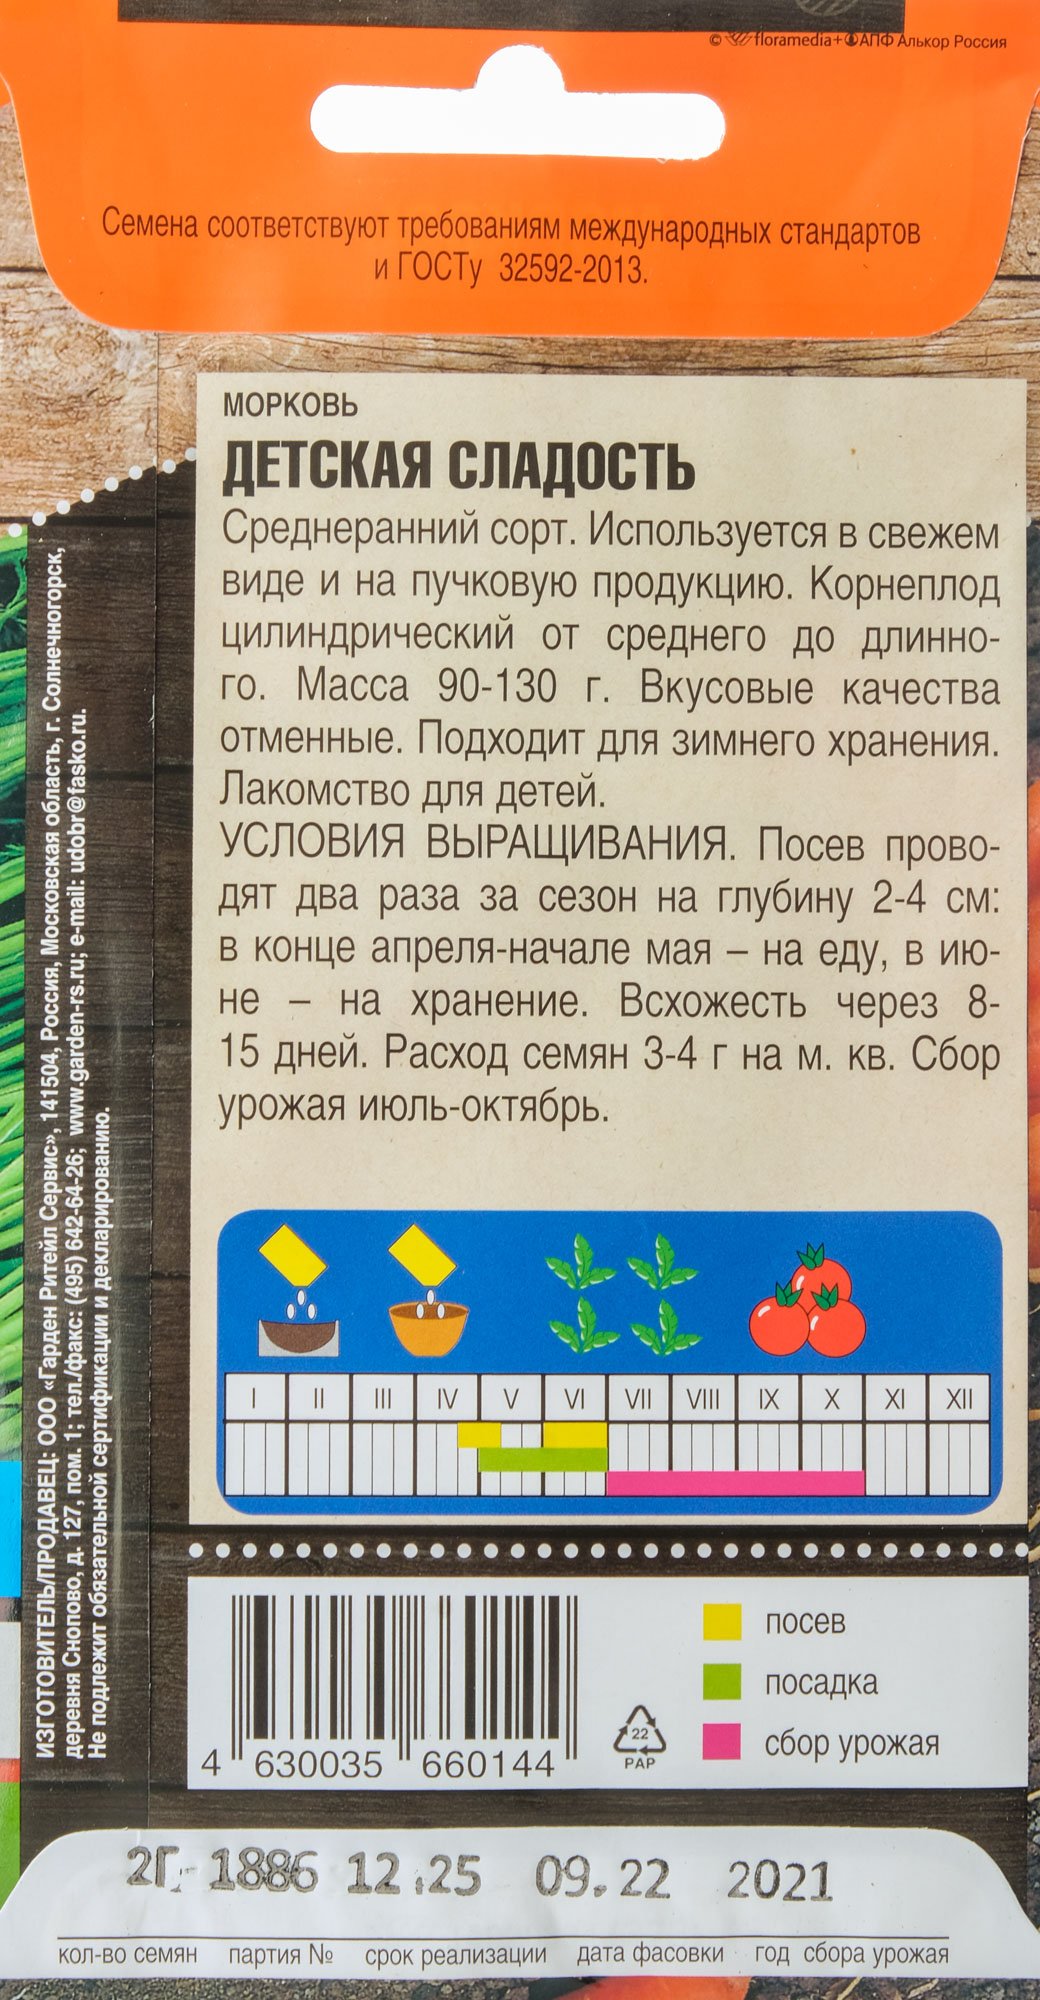 © floramedia+ АПФ Алькор Россия
Семена соответствуют требованиям международных стандартов
и ГОСТу 32592-2013.
МОРКОВЬ
ДЕТСКАЯ СЛАДОСТЬ
Среднеранний сорт. Используется в свежем
виде и на пучковую продукцию. Корнеплод
цилиндрический от среднего до длинно-
го. Масса 90-130 г. Вкусовые качества
отменные. Подходит для зимнего хранения.
Лакомство для детей.
УСЛОВИЯ ВЫРАЩИВАНИЯ. Посев прово-
дят два раза за сезон на глубину 2-4 см:
в конце апреля-начале мая – на еду, в ию-
не – на хранение. Всхожесть через 8-
15 дней. Расход семян 3-4 г на м. кв. Сбор
урожая июль-октябрь.
I II III IV V VI VII VIII IX X XI XII
посев
посадка
сбор урожая
4 630035 660144
22
PAP
ИЗГОТОВИТЕЛЬ/ПРОДАВЕЦ: ООО «Гарден Ритейл Сервис», 141504, Россия, Московская область, г. Солнечногорск,
деревня Снопово, д. 127, пом. 1; тел./факс: (495) 642-64-26; www.garden-rs.ru; e-mail: udobr@fasko.ru.
Не подлежит обязательной сертификации и декларированию.
2Г 1886 12.25 09.22 2021
кол-во семян партия № срок реализации дата фасовки год сбора урожая